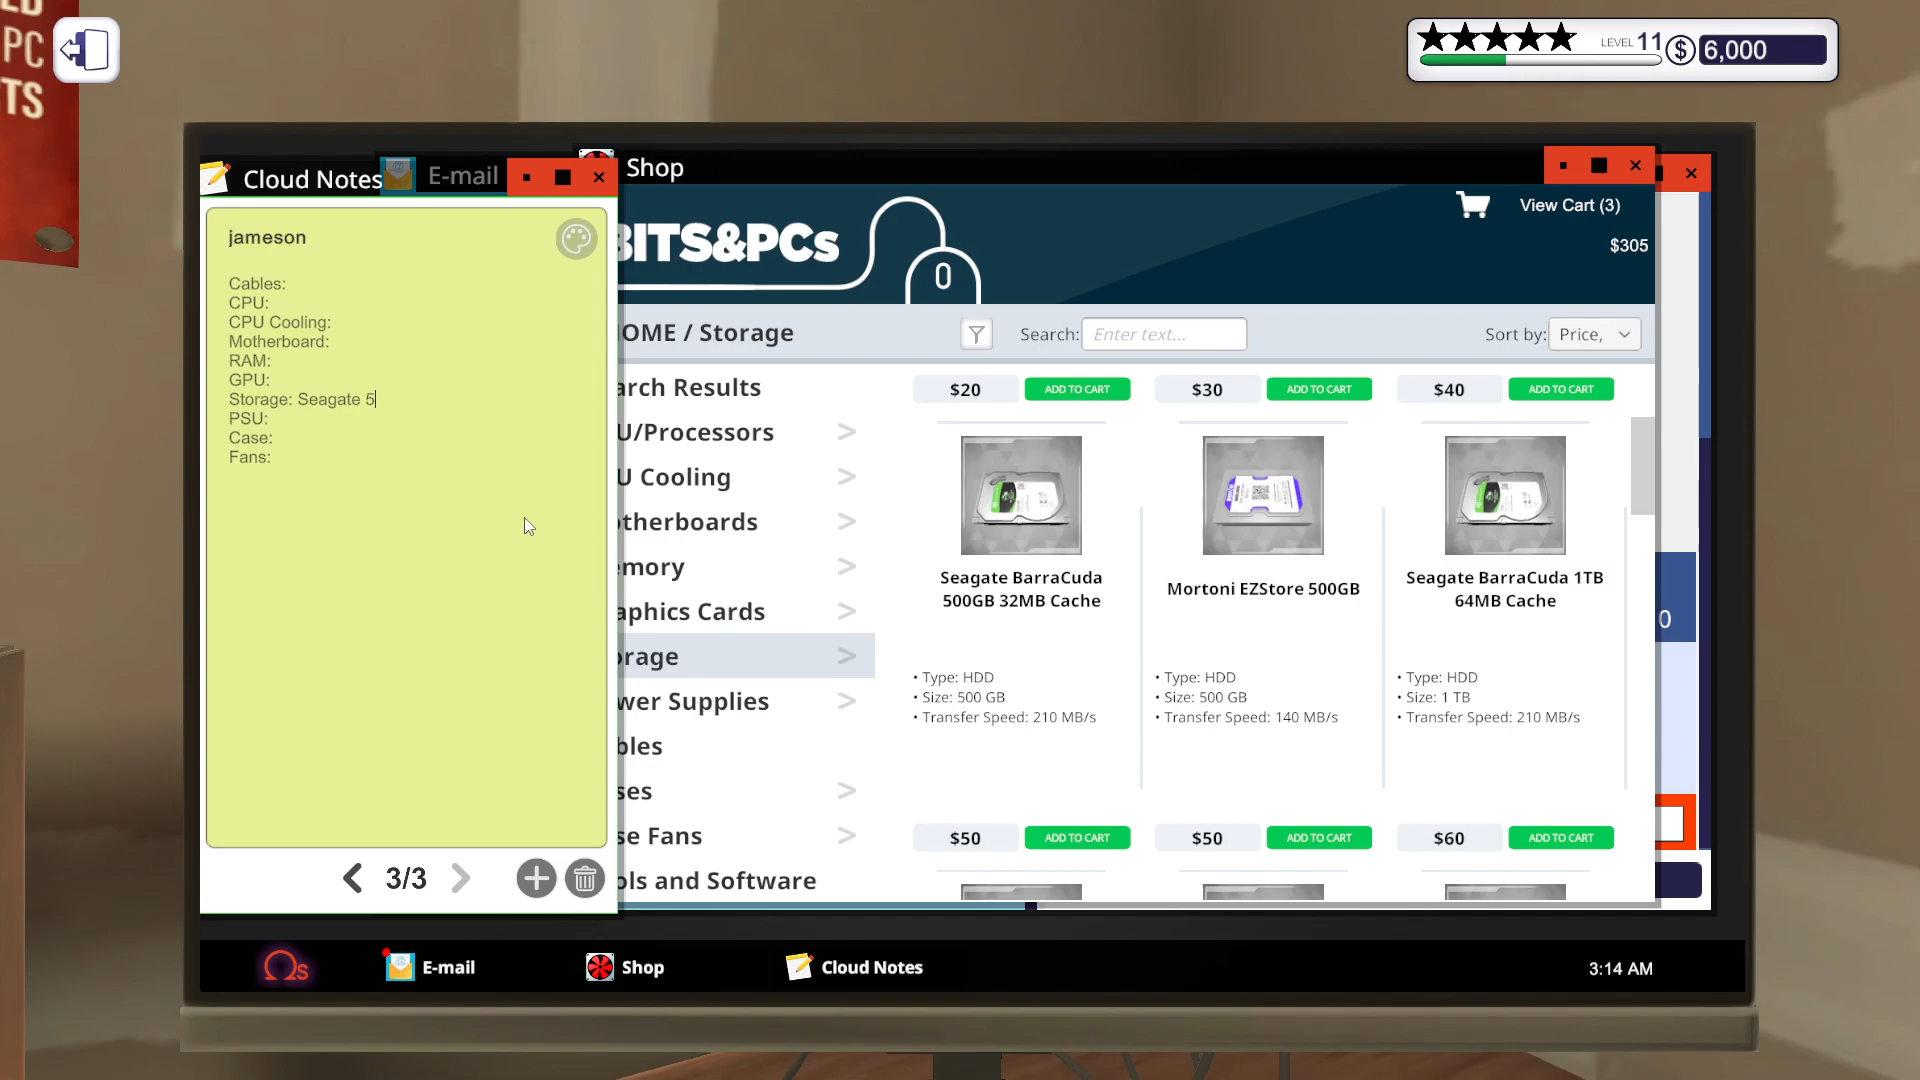 PC
TS
LEVEL 11
$ 6,000
Cloud Notes
E-mail
Shop
jameson
Cables:
CPU:
CPU Cooling:
Motherboard:
RAM:
GPU:
Storage: Seagate 5
PSU:
Case:
Fans:
3/3
BITS&PCs
View Cart (3)
$305
OME / Storage
Search:
Enter text...
Sort by:
Price,
arch Results
U/Processors
U Cooling
otherboards
emory
aphics Cards
orage
wer Supplies
bles
ses
se Fans
ols and Software
$20
ADD TO CART
$30
ADD TO CART
$40
ADD TO CART
Seagate BarraCuda
500GB 32MB Cache
• Type: HDD
• Size: 500 GB
• Transfer Speed: 210 MB/s
Mortoni EZStore 500GB
• Type: HDD
• Size: 500 GB
• Transfer Speed: 140 MB/s
Seagate BarraCuda 1TB
64MB Cache
• Type: HDD
• Size: 1 TB
• Transfer Speed: 210 MB/s
$50
ADD TO CART
$50
ADD TO CART
$60
ADD TO CART
0
Ωs
E-mail
Shop
Cloud Notes
3:14 AM